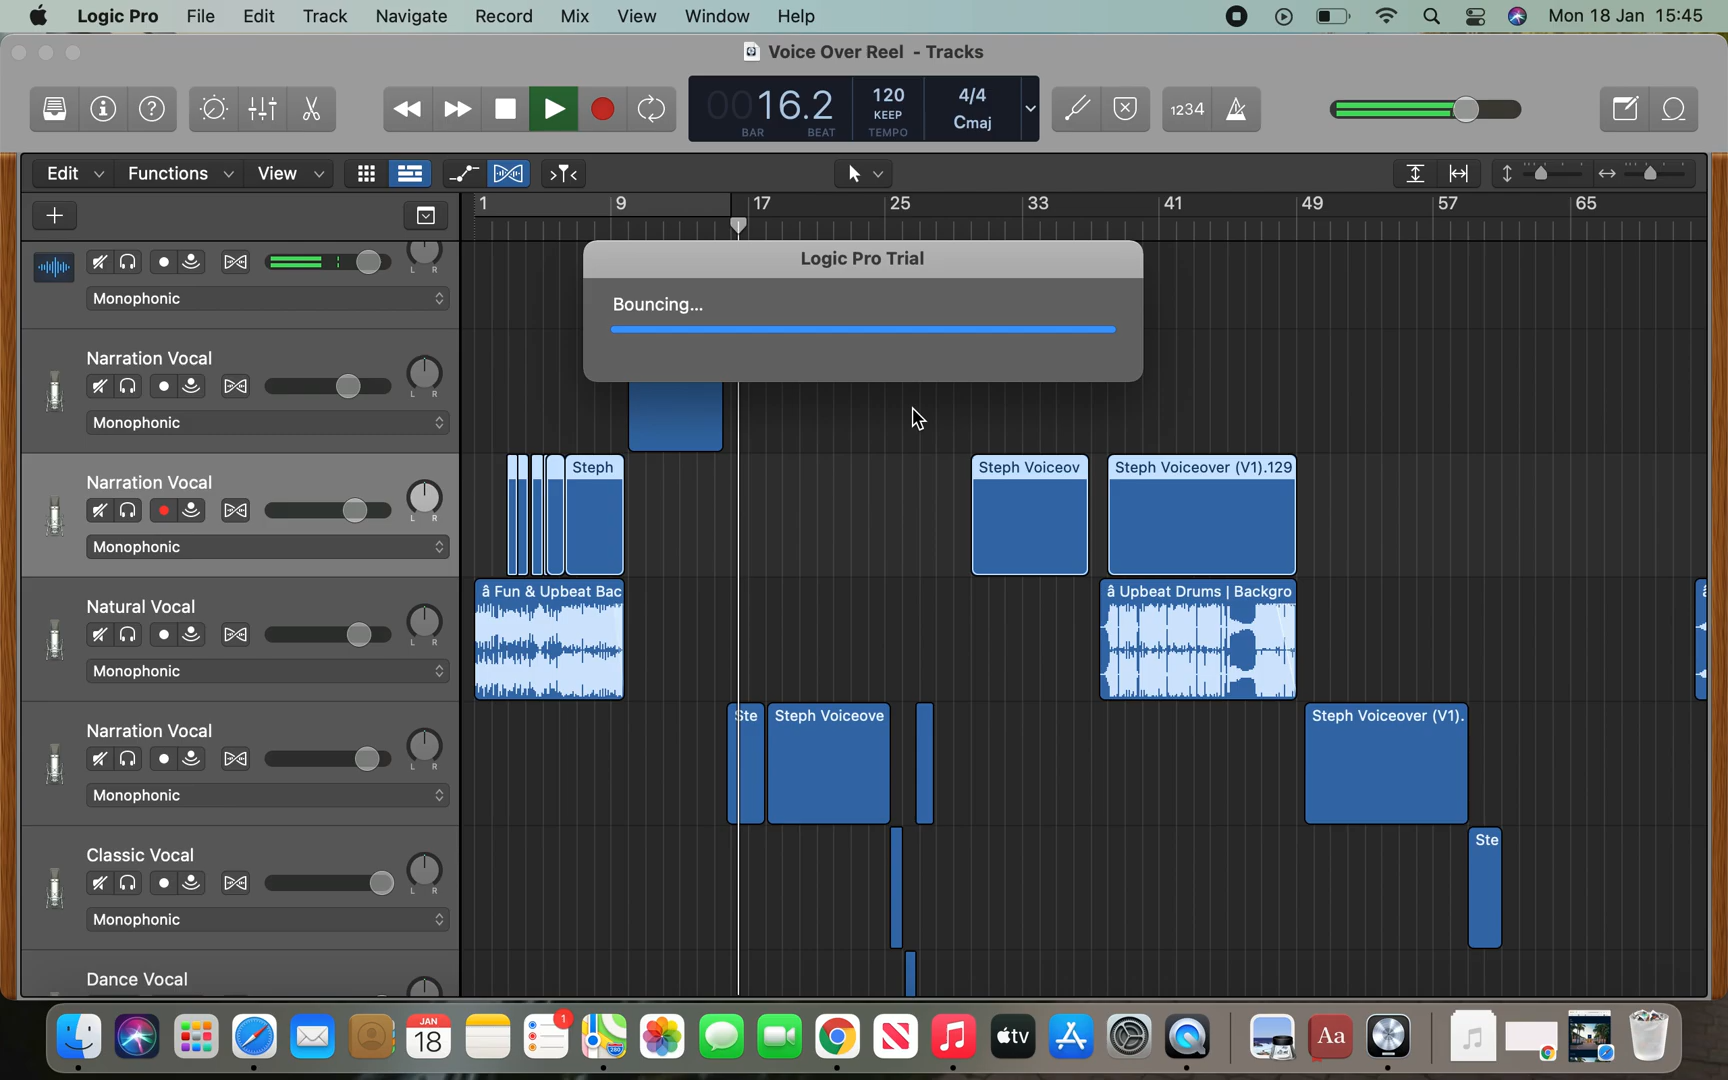 Logic Pro File Edit Track Navigate Record Mix View Window Help Mon 18 Jan 15:45
Voice Over Reel - Tracks
0016.2 120 4/4
KEEP Cmaj
BAR BEAT TEMPO
1234
Edit Functions View
1 9 17 25 33 41 49 57 65
Logic Pro Trial
Bouncing...
L R
Monophonic
Narration Vocal
L R
Monophonic
Narration Vocal
L R
Monophonic
Steph
Steph Voiceov
Steph Voiceover (V1).129
Natural Vocal
L R
Monophonic
â Fun & Upbeat Bac
â Upbeat Drums | Backgro
Narration Vocal
L R
Monophonic
Ste
Steph Voiceove
Steph Voiceover (V1).
Classic Vocal
L R
Monophonic
Ste
Dance Vocal
JAN
18
1
tv
Aa